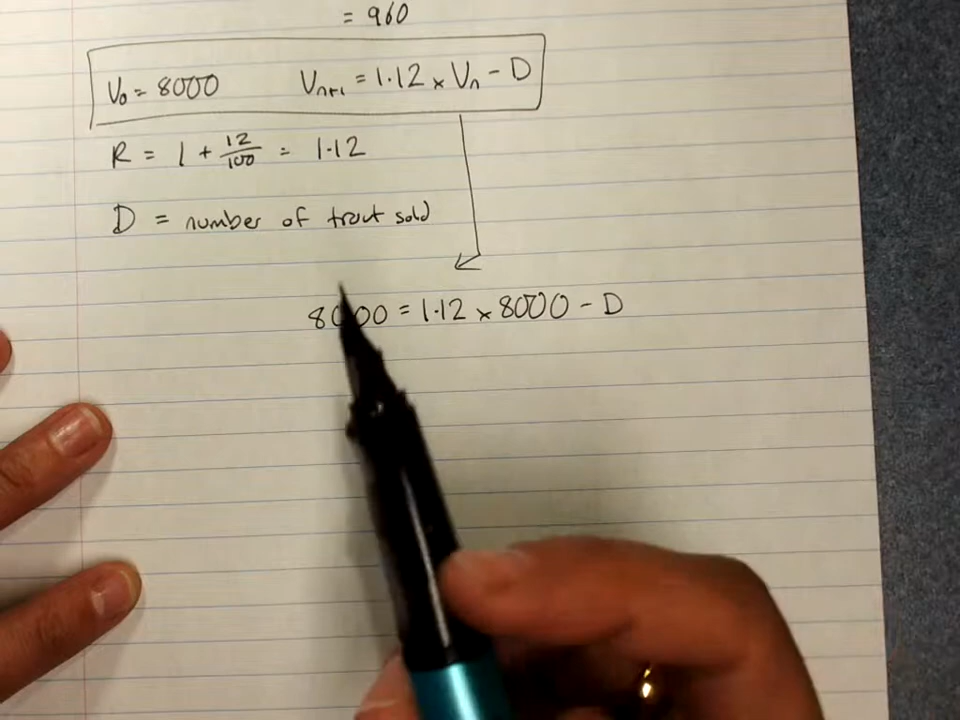 = 960
V₀ = 8000 Vₙ₊₁ = 1.12 × Vₙ - D
R = 1 + 12/100 = 1.12
D = number of trout sold
8000 = 1.12 × 8000 - D